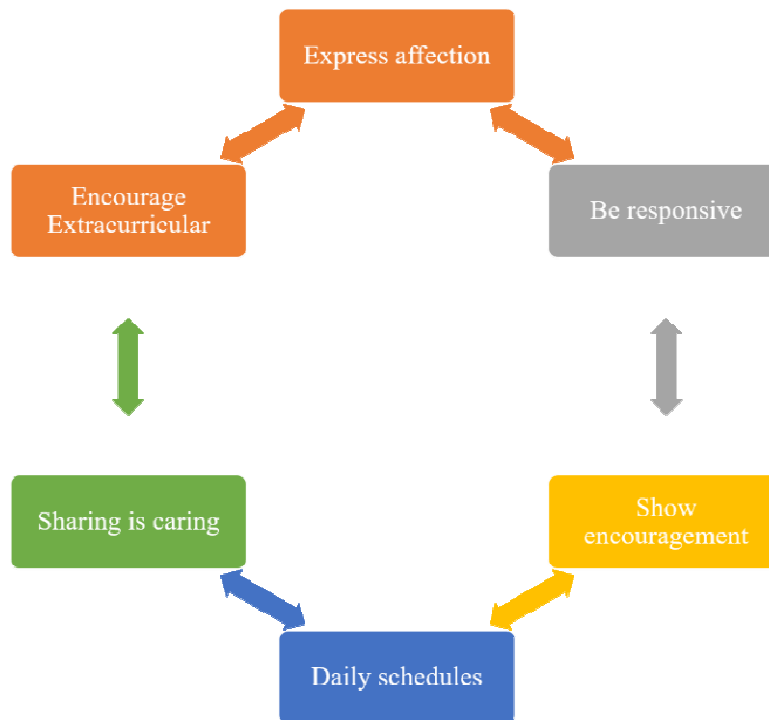 Express affection
Encourage
Extracurricular
Be responsive
Sharing is caring
Show
encouragement
Daily schedules